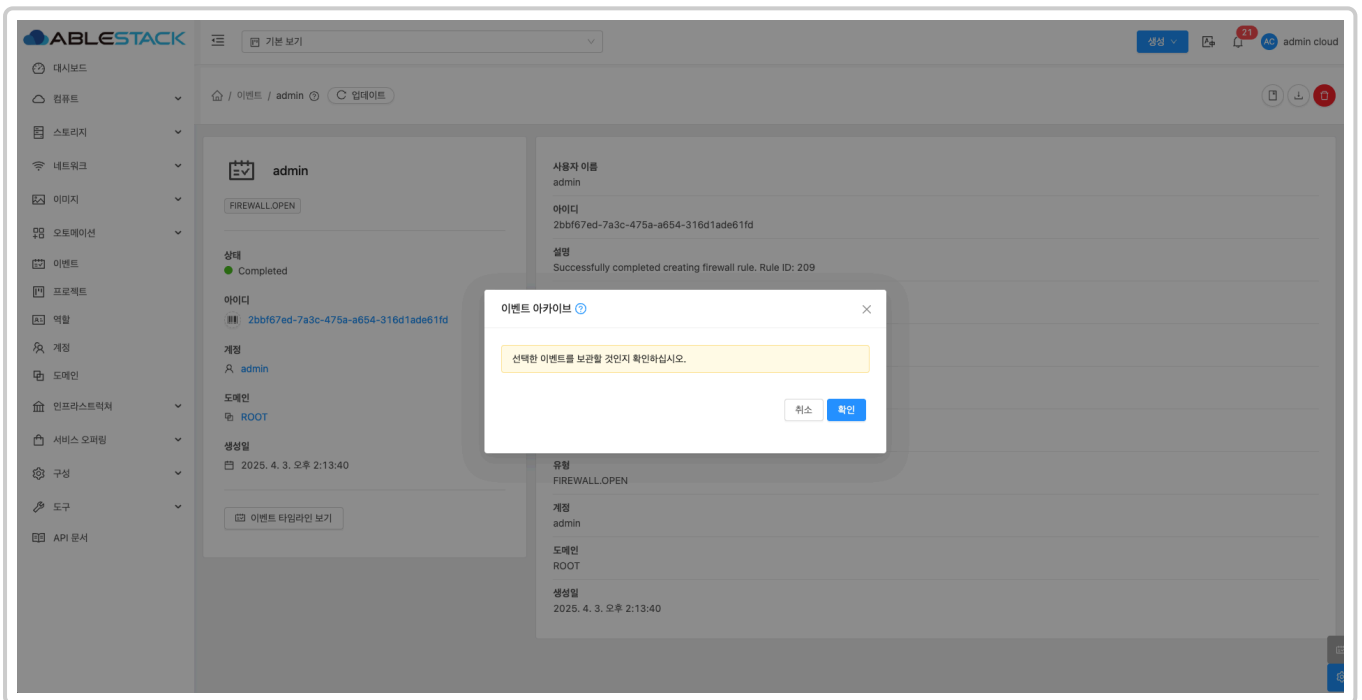 ABLESTACK
기본 보기
생성
21
AC
admin cloud
대시보드
컴퓨트
스토리지
네트워크
이미지
오토메이션
이벤트
프로젝트
역할
계정
도메인
인프라스트럭쳐
서비스 오퍼링
구성
도구
API 문서
/ 이벤트 / admin
업데이트
admin
FIREWALL.OPEN
상태
Completed
아이디
2bbf67ed-7a3c-475a-a654-316d1ade61fd
계정
admin
도메인
ROOT
생성일
2025. 4. 3. 오후 2:13:40
이벤트 타임라인 보기
사용자 이름
admin
아이디
2bbf67ed-7a3c-475a-a654-316d1ade61fd
설명
Successfully completed creating firewall rule. Rule ID: 209
이벤트 아카이브
선택한 이벤트를 보관할 것인지 확인하십시오.
취소
확인
유형
FIREWALL.OPEN
계정
admin
도메인
ROOT
생성일
2025. 4. 3. 오후 2:13:40